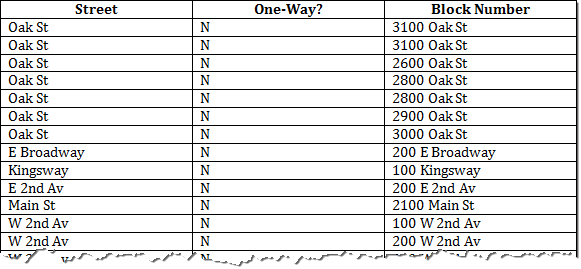 Street One-Way? Block Number
Oak St N 3100 Oak St
Oak St N 3100 Oak St
Oak St N 2600 Oak St
Oak St N 2800 Oak St
Oak St N 2800 Oak St
Oak St N 2900 Oak St
Oak St N 3000 Oak St
E Broadway N 200 E Broadway
Kingsway N 100 Kingsway
E 2nd Av N 200 E 2nd Av
Main St N 2100 Main St
W 2nd Av N 100 W 2nd Av
W 2nd Av N 200 W 2nd Av